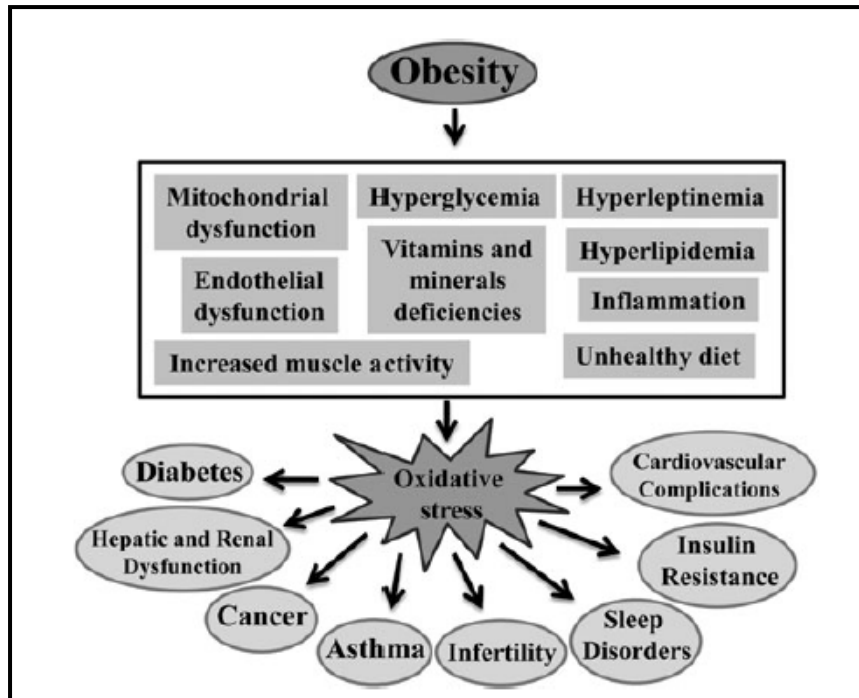 Obesity
Mitochondrial
dysfunction
Hyperglycemia
Hyperleptinemia
Endothelial
dysfunction
Vitamins and
minerals
deficiencies
Hyperlipidemia
Inflammation
Increased muscle activity
Unhealthy diet
Oxidative
stress
Diabetes
Hepatic and Renal
Dysfunction
Cancer
Asthma
Infertility
Sleep
Disorders
Insulin
Resistance
Cardiovascular
Complications